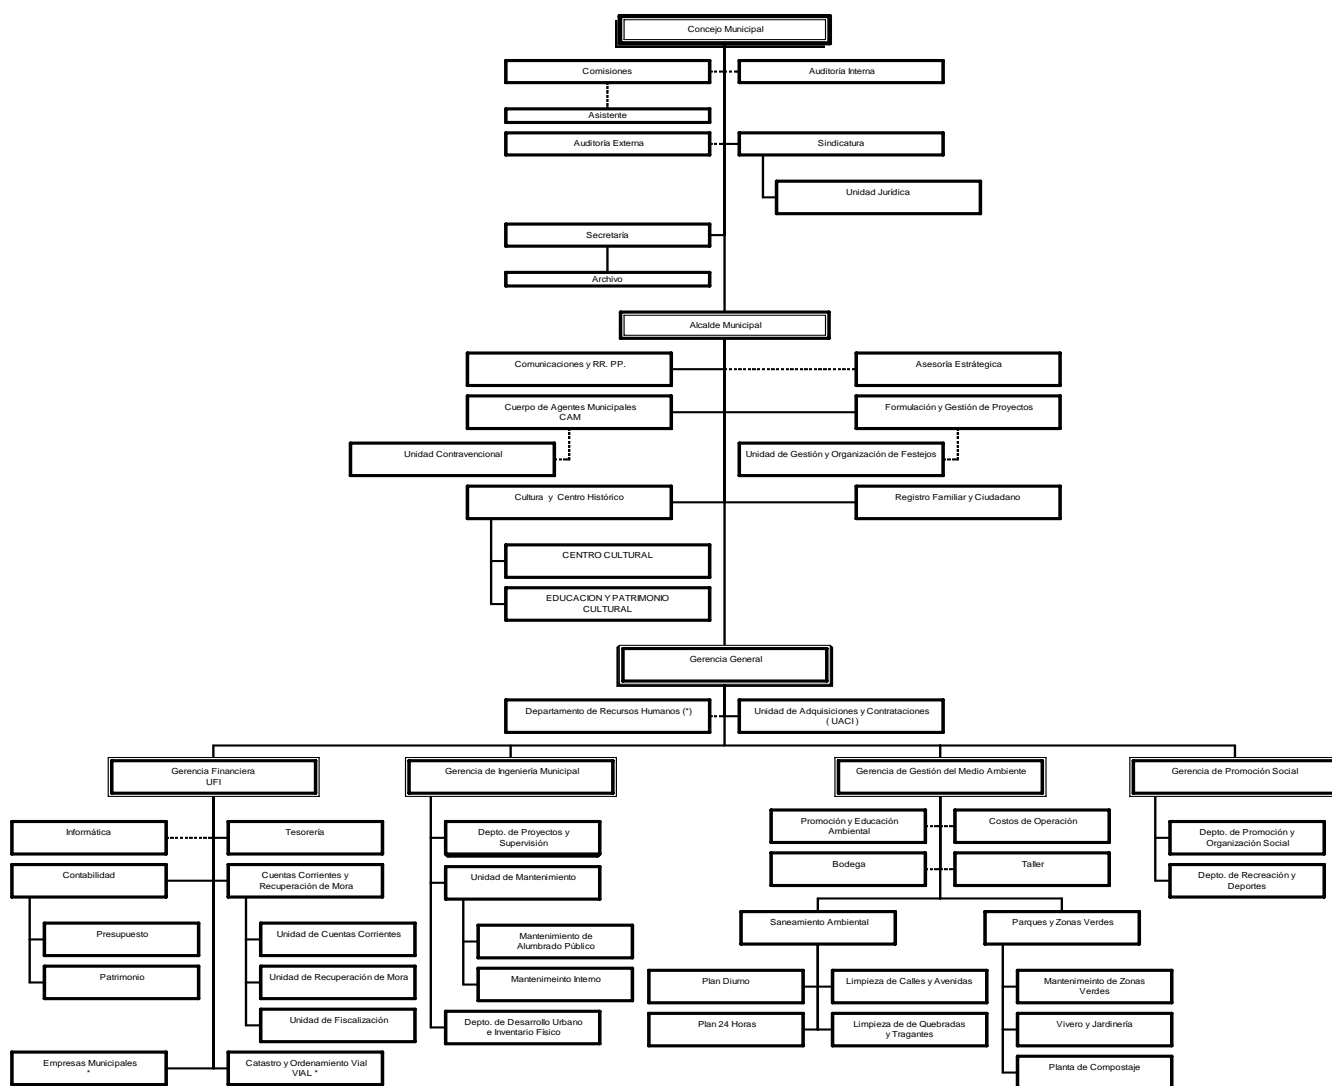 Concejo Municipal
Comisiones
Auditoría Interna
Asistente
Auditoría Externa
Sindicatura
Unidad Jurídica
Secretaría
Archivo
Alcalde Municipal
Comunicaciones y RR. PP.
Asesoría Estrátegica
Cuerpo de Agentes Municipales
CAM
Formulación y Gestión de Proyectos
Unidad Contravencional
Unidad de Gestión y Organización de Festejos
Cultura y Centro Histórico
Registro Familiar y Ciudadano
CENTRO CULTURAL
EDUCACION Y PATRIMONIO
CULTURAL
Gerencia General
Departamento de Recursos Humanos (*)
Unidad de Adquisiciones y Contrataciones
( UACI )
Gerencia Financiera
UFI
Gerencia de Ingeniería Municipal
Gerencia de Gestión del Medio Ambiente
Gerencia de Promoción Social
Informática
Tesorería
Contabilidad
Cuentas Corrientes y
Recuperación de Mora
Presupuesto
Unidad de Cuentas Corrientes
Patrimonio
Unidad de Recuperación de Mora
Unidad de Fiscalización
Empresas Municipales
*
Catastro y Ordenamiento Vial
VIAL *
Depto. de Proyectos y
Supervisión
Unidad de Mantenimiento
Mantenimiento de
Alumbrado Público
Mantenimeinto Interno
Depto. de Desarrollo Urbano
e Inventario Físico
Promoción y Educación
Ambiental
Costos de Operación
Bodega
Taller
Saneamiento Ambiental
Parques y Zonas Verdes
Plan Diurno
Limpieza de Calles y Avenidas
Plan 24 Horas
Limpieza de de Quebradas
y Tragantes
Mantenimeinto de Zonas
Verdes
Vivero y Jardinería
Planta de Compostaje
Depto. de Promoción y
Organización Social
Depto. de Recreación y
Deportes